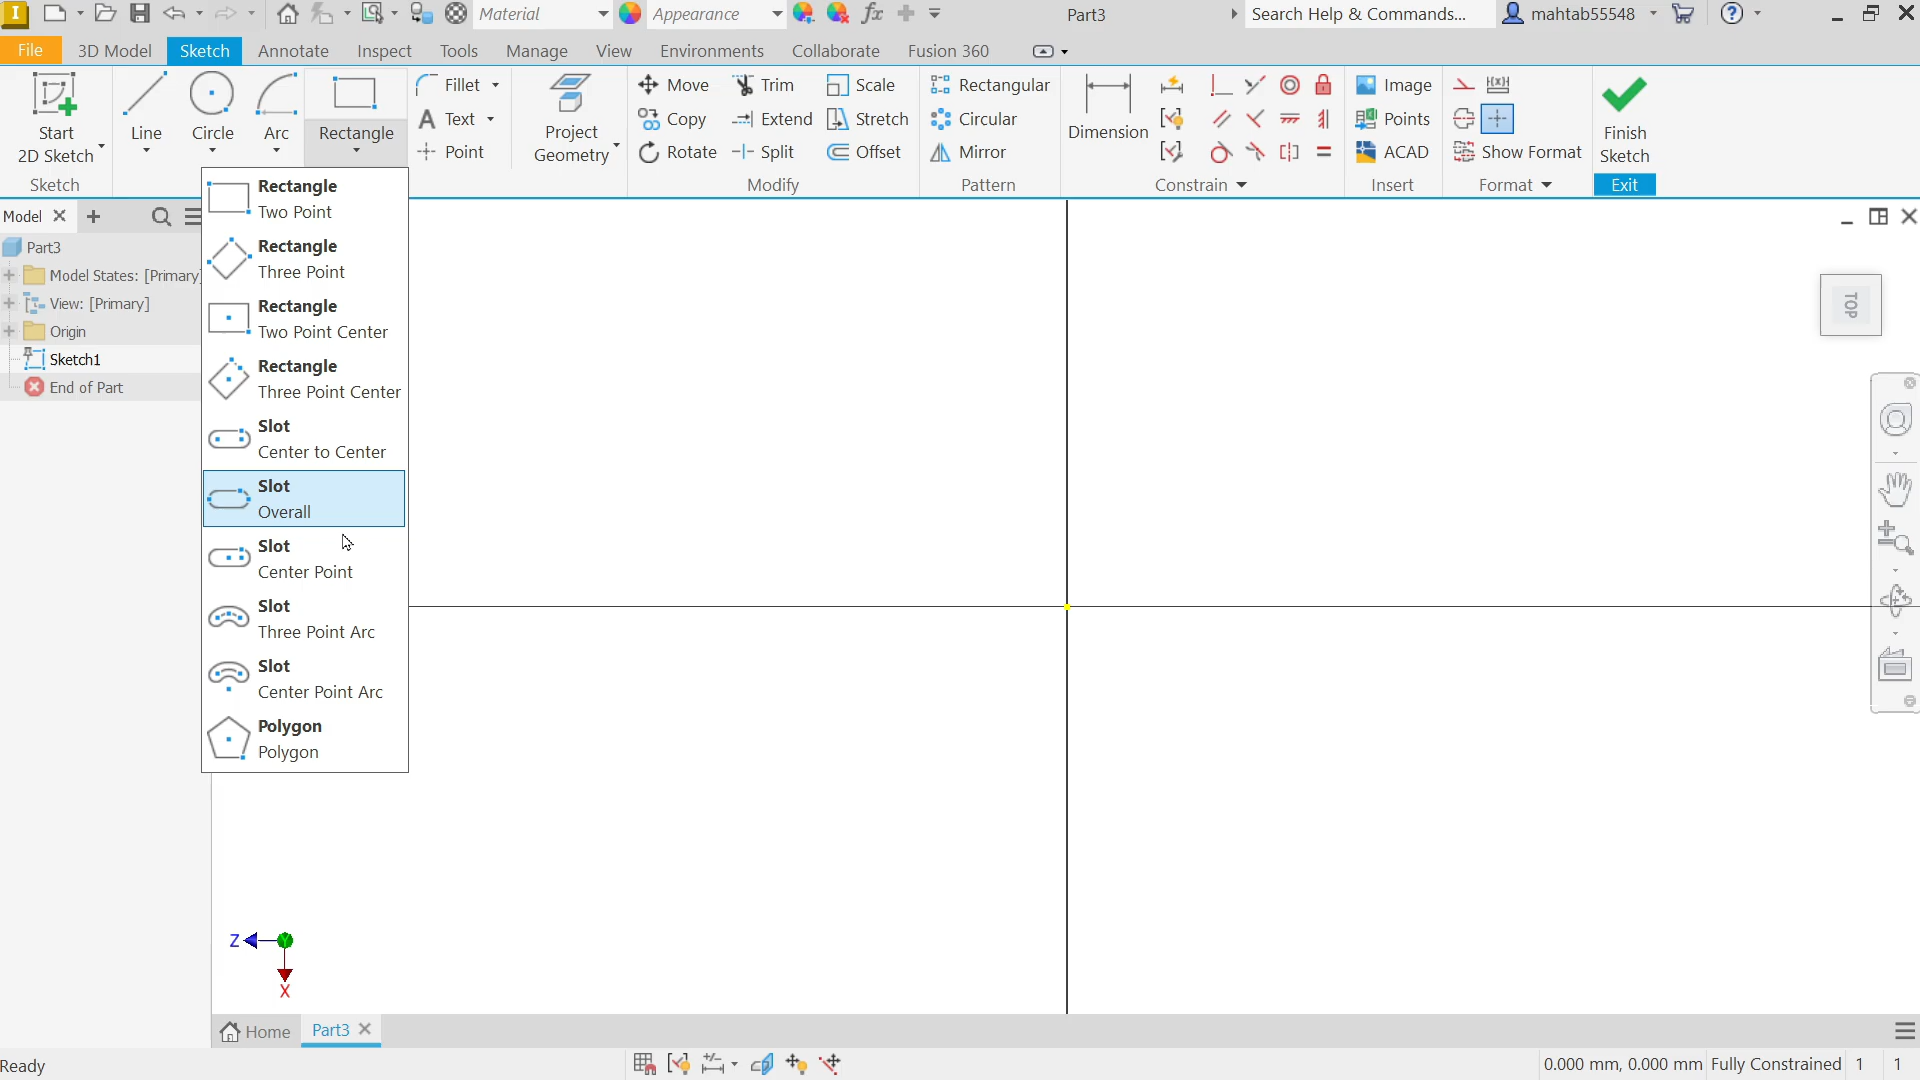 I
Material
Appearance
fx
Part3
Search Help & Commands...
mahtab55548
File
3D Model
Sketch
Annotate
Inspect
Tools
Manage
View
Environments
Collaborate
Fusion 360
Start
2D Sketch
Line
Circle
Arc
Rectangle
Fillet
Text
Point
Project
Geometry
Move
Copy
Rotate
Trim
Extend
Split
Scale
Stretch
Offset
Rectangular
Circular
Mirror
Dimension
Image
Points
ACAD
Show Format
Finish
Sketch
Sketch
Modify
Pattern
Constrain
Insert
Format
Exit
Model
Part3
Model States: [Primary]
View: [Primary]
Origin
Sketch1
End of Part
Rectangle
Two Point
Rectangle
Three Point
Rectangle
Two Point Center
Rectangle
Three Point Center
Slot
Center to Center
Slot
Overall
Slot
Center Point
Slot
Three Point Arc
Slot
Center Point Arc
Polygon
Polygon
TOP
Z
Y
X
Home
Part3
Ready
0.000 mm, 0.000 mm
Fully Constrained
1
1